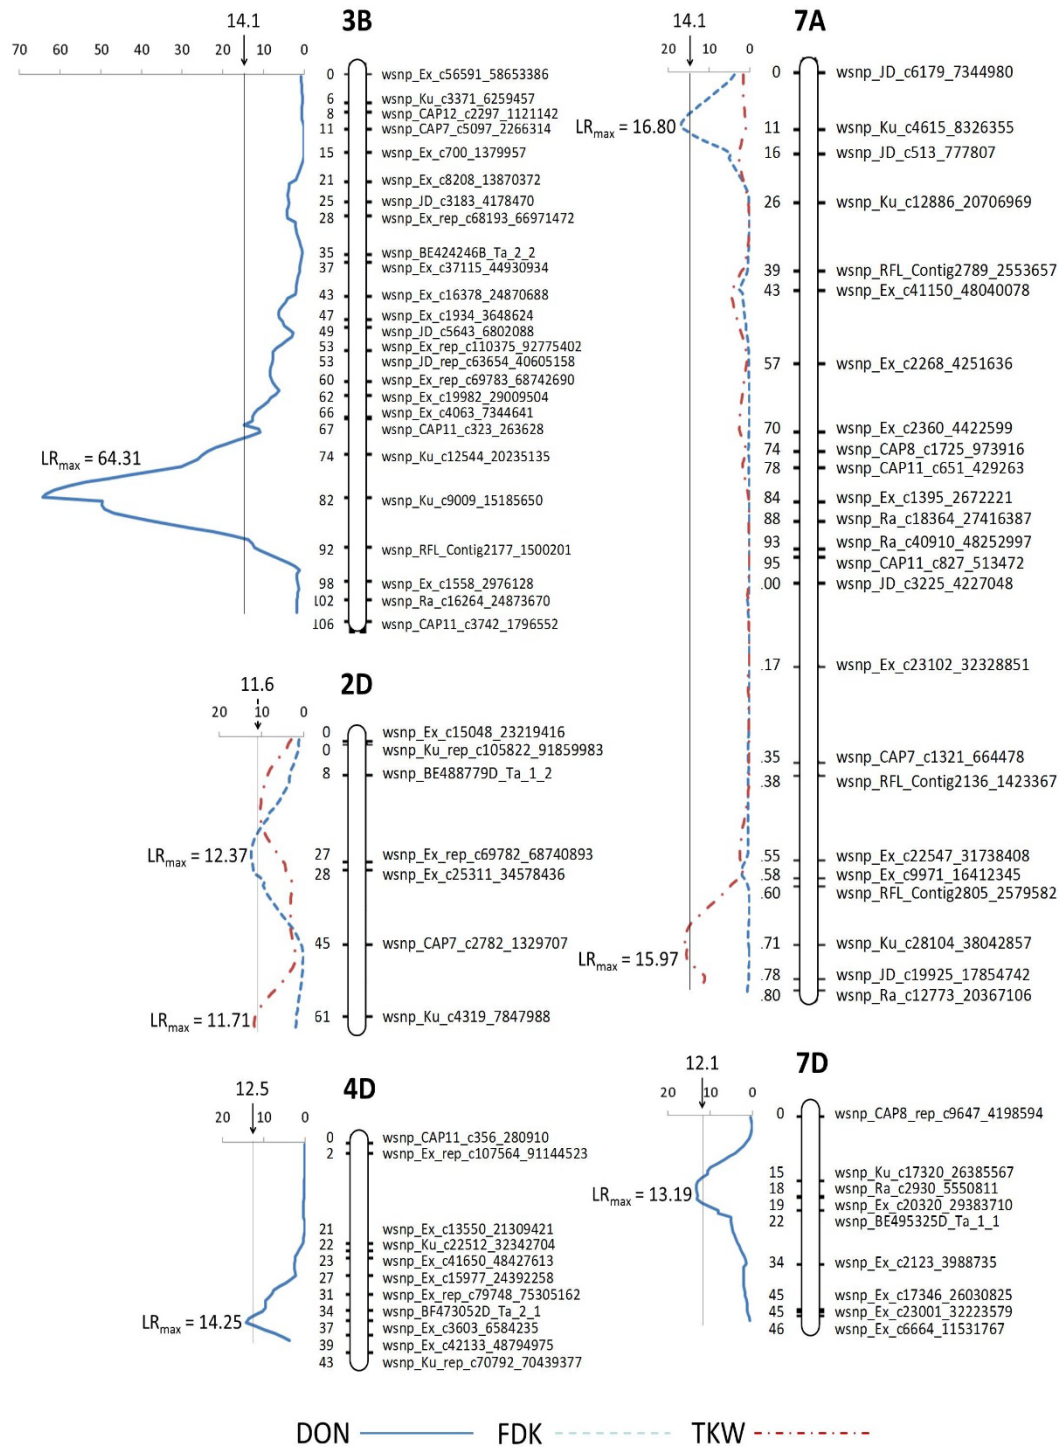 14.1
3B
70 60 50 40 30 20 10 0
0 wsnp_Ex_c56591_58653386
6 wsnp_Ku_c3371_6259457
8 wsnp_CAP12_c2297_1121142
11 wsnp_CAP7_c5097_2266314
15 wsnp_Ex_c700_1379957
21 wsnp_Ex_c8208_13870372
25 wsnp_JD_c3183_4178470
28 wsnp_Ex_rep_c68193_66971472
35 wsnp_BE424246B_Ta_2_2
37 wsnp_Ex_c37115_44930934
43 wsnp_Ex_c16378_24870688
47 wsnp_Ex_c1934_3648624
49 wsnp_JD_c5643_6802088
53 wsnp_Ex_rep_c110375_92775402
53 wsnp_JD_rep_c63654_40605158
60 wsnp_Ex_rep_c69783_68742690
62 wsnp_Ex_c19982_29009504
66 wsnp_Ex_c4063_7344641
67 wsnp_CAP11_c323_263628
LRmax = 64.31
74 wsnp_Ku_c12544_20235135
82 wsnp_Ku_c9009_15185650
92 wsnp_RFL_Contig2177_1500201
98 wsnp_Ex_c1558_2976128
102 wsnp_Ra_c16264_24873670
106 wsnp_CAP11_c3742_1796552
11.6
2D
20 10 0
0 wsnp_Ex_c15048_23219416
0 wsnp_Ku_rep_c105822_91859983
8 wsnp_BE488779D_Ta_1_2
LRmax = 12.37
27 wsnp_Ex_rep_c69782_68740893
28 wsnp_Ex_c25311_34578436
45 wsnp_CAP7_c2782_1329707
LRmax = 11.71
61 wsnp_Ku_c4319_7847988
12.5
4D
20 10 0
0 wsnp_CAP11_c356_280910
2 wsnp_Ex_rep_c107564_91144523
21 wsnp_Ex_c13550_21309421
22 wsnp_Ku_c22512_32342704
23 wsnp_Ex_c41650_48427613
27 wsnp_Ex_c15977_24392258
31 wsnp_Ex_rep_c79748_75305162
34 wsnp_BF473052D_Ta_2_1
LRmax = 14.25
37 wsnp_Ex_c3603_6584235
39 wsnp_Ex_c42133_48794975
43 wsnp_Ku_rep_c70792_70439377
14.1
7A
20 10 0
0 wsnp_JD_c6179_7344980
LRmax = 16.80
11 wsnp_Ku_c4615_8326355
16 wsnp_JD_c513_777807
26 wsnp_Ku_c12886_20706969
39 wsnp_RFL_Contig2789_2553657
43 wsnp_Ex_c41150_48040078
57 wsnp_Ex_c2268_4251636
70 wsnp_Ex_c2360_4422599
74 wsnp_CAP8_c1725_973916
78 wsnp_CAP11_c651_429263
84 wsnp_Ex_c1395_2672221
88 wsnp_Ra_c18364_27416387
93 wsnp_Ra_c40910_48252997
95 wsnp_CAP11_c827_513472
.00 wsnp_JD_c3225_4227048
.17 wsnp_Ex_c23102_32328851
.35 wsnp_CAP7_c1321_664478
.38 wsnp_RFL_Contig2136_1423367
.55 wsnp_Ex_c22547_31738408
.58 wsnp_Ex_c9971_16412345
.60 wsnp_RFL_Contig2805_2579582
.71 wsnp_Ku_c28104_38042857
LRmax = 15.97
.78 wsnp_JD_c19925_17854742
.80 wsnp_Ra_c12773_20367106
12.1
7D
20 10 0
0 wsnp_CAP8_rep_c9647_4198594
15 wsnp_Ku_c17320_26385567
LRmax = 13.19
18 wsnp_Ra_c2930_5550811
19 wsnp_Ex_c20320_29383710
22 wsnp_BE495325D_Ta_1_1
34 wsnp_Ex_c2123_3988735
45 wsnp_Ex_c17346_26030825
45 wsnp_Ex_c23001_32223579
46 wsnp_Ex_c6664_11531767
DON FDK TKW